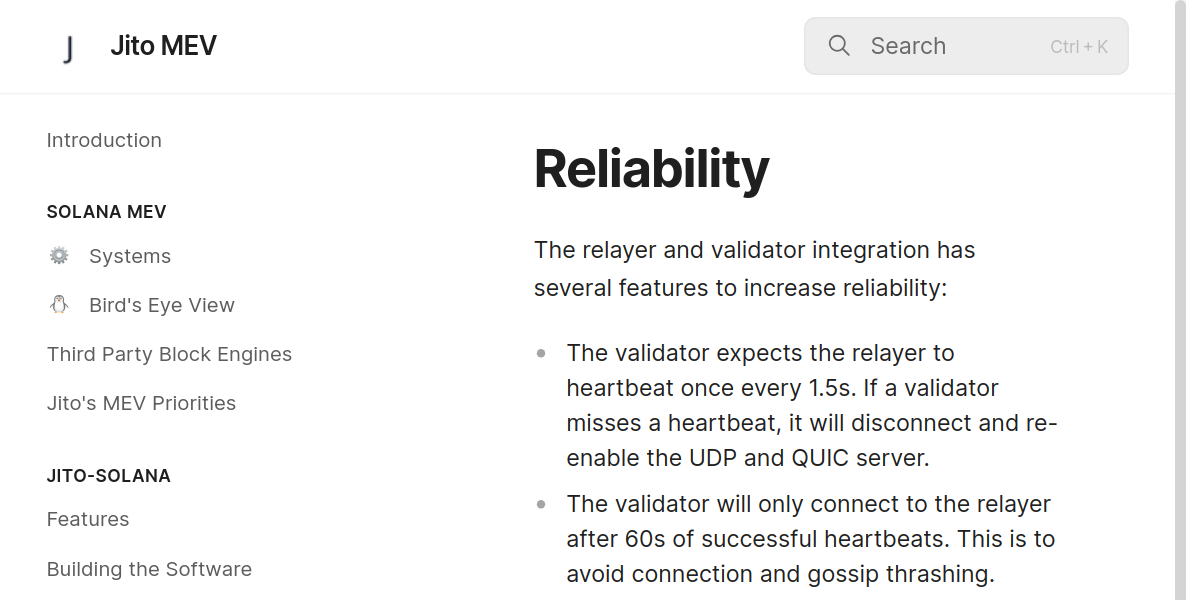 J Jito MEV
Search Ctrl + K
Introduction
SOLANA MEV
Systems
Bird's Eye View
Third Party Block Engines
Jito's MEV Priorities
JITO-SOLANA
Features
Building the Software
Reliability
The relayer and validator integration has
several features to increase reliability:
The validator expects the relayer to
heartbeat once every 1.5s. If a validator
misses a heartbeat, it will disconnect and re-
enable the UDP and QUIC server.
The validator will only connect to the relayer
after 60s of successful heartbeats. This is to
avoid connection and gossip thrashing.